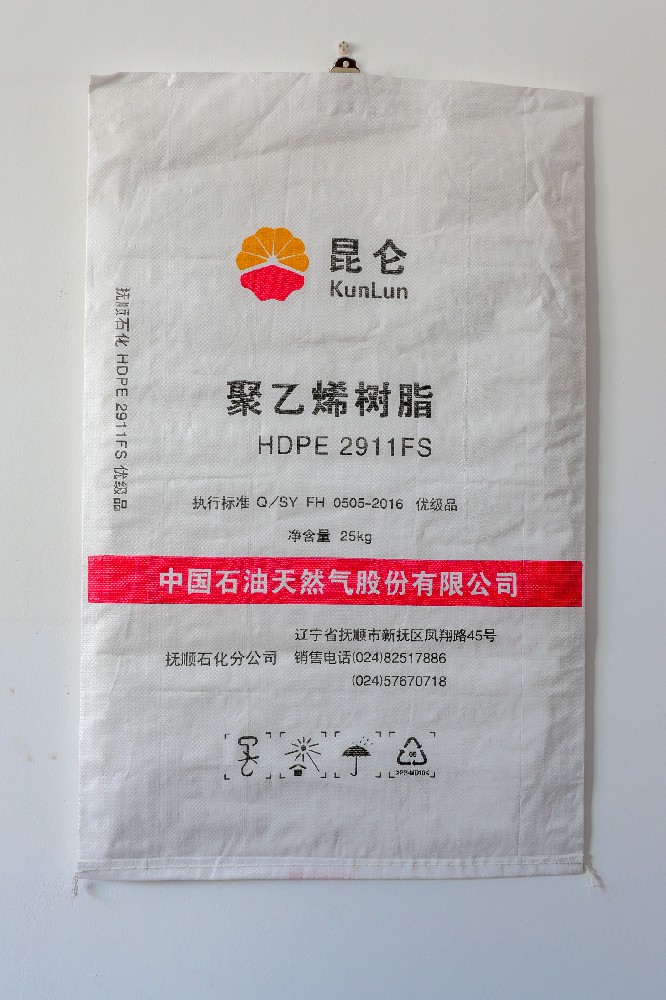 昆仑
KunLun
抚顺石化 HDPE 2911FS 优级品
聚乙烯树脂
HDPE 2911FS
执行标准 Q/SY FH 0505-2016 优级品
净含量 25kg
中国石油天然气股份有限公司
辽宁省抚顺市新抚区凤翔路45号
抚顺石化分公司 销售电话(024)82517886
(024)57670718